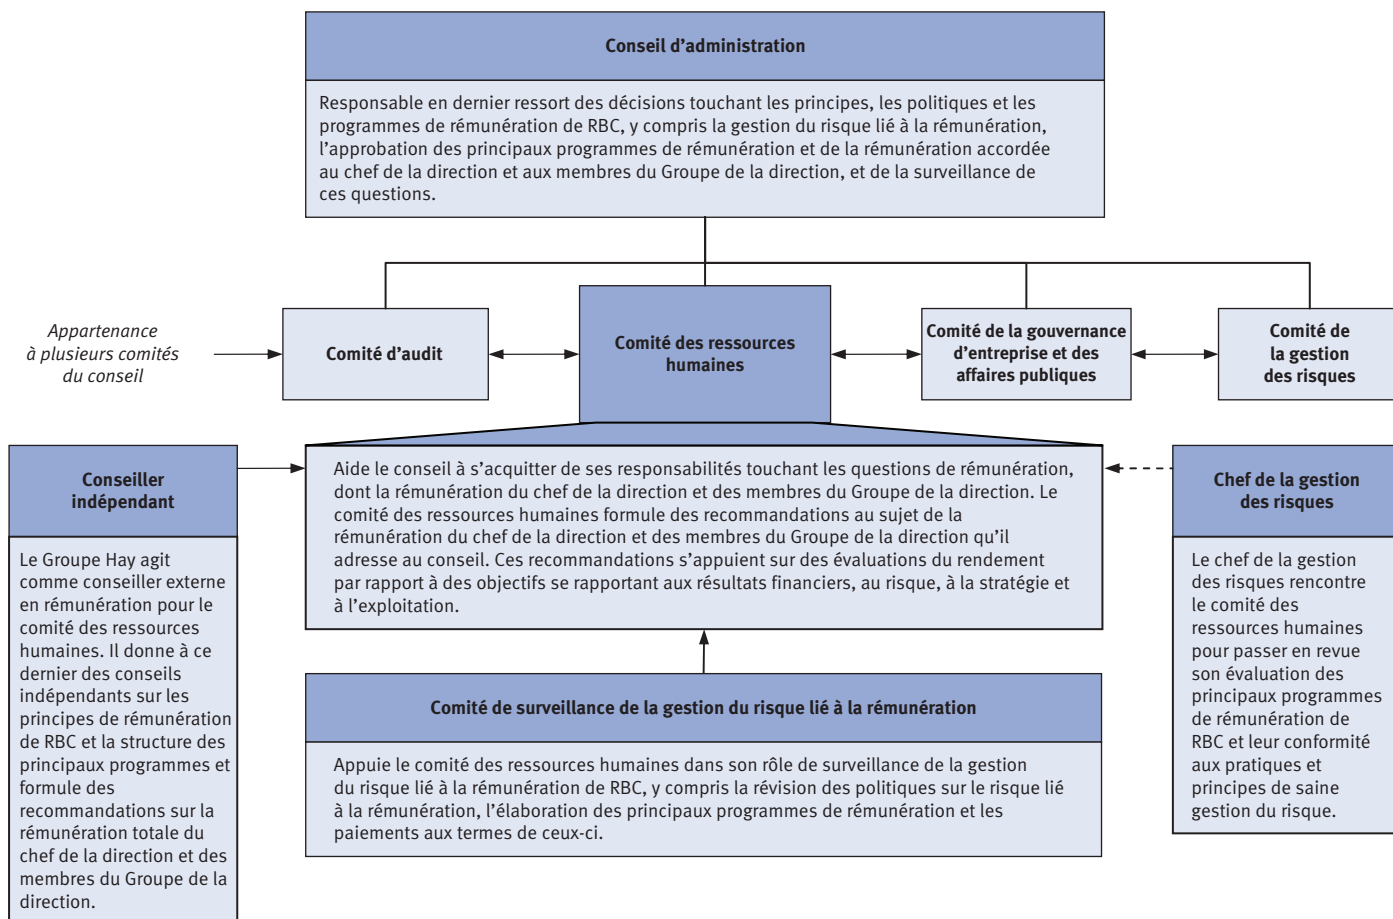 Conseil d’administration
Responsable en dernier ressort des décisions touchant les principes, les politiques et les
programmes de rémunération de RBC, y compris la gestion du risque lié à la rémunération,
l’approbation des principaux programmes de rémunération et de la rémunération accordée
au chef de la direction et aux membres du Groupe de la direction, et de la surveillance de
ces questions.
Appartenance
à plusieurs comités
du conseil
Comité d’audit
Comité des ressources
humaines
Comité de la gouvernance
d’entreprise et des
affaires publiques
Comité de
la gestion
des risques
Conseiller
indépendant
Le Groupe Hay agit
comme conseiller externe
en rémunération pour le
comité des ressources
humaines. Il donne à ce
dernier des conseils
indépendants sur les
principes de rémunération
de RBC et la structure des
principaux programmes et
formule des
recommandations sur la
rémunération totale du
chef de la direction et des
membres du Groupe de la
direction.
Aide le conseil à s’acquitter de ses responsabilités touchant les questions de rémunération,
dont la rémunération du chef de la direction et des membres du Groupe de la direction. Le
comité des ressources humaines formule des recommandations au sujet de la
rémunération du chef de la direction et des membres du Groupe de la direction qu’il
adresse au conseil. Ces recommandations s’appuient sur des évaluations du rendement
par rapport à des objectifs se rapportant aux résultats financiers, au risque, à la stratégie et
à l’exploitation.
Chef de la gestion
des risques
Le chef de la gestion
des risques rencontre
le comité des
ressources humaines
pour passer en revue
son évaluation des
principaux programmes
de rémunération de
RBC et leur conformité
aux pratiques et
principes de saine
gestion du risque.
Comité de surveillance de la gestion du risque lié à la rémunération
Appuie le comité des ressources humaines dans son rôle de surveillance de la gestion
du risque lié à la rémunération de RBC, y compris la révision des politiques sur le risque lié
à la rémunération, l’élaboration des principaux programmes de rémunération et les
paiements aux termes de ceux-ci.